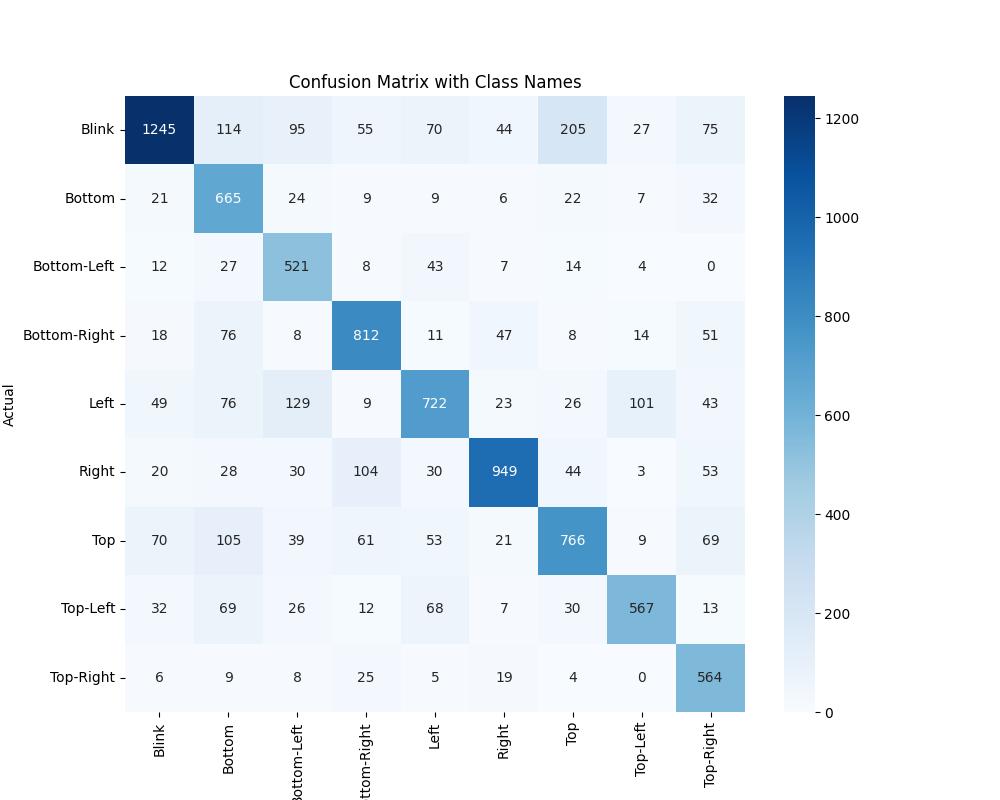 Confusion Matrix with Class Names
Actual
Blink 1245 114 95 55 70 44 205 27 75
Bottom 21 665 24 9 9 6 22 7 32
Bottom-Left 12 27 521 8 43 7 14 4 0
Bottom-Right 18 76 8 812 11 47 8 14 51
Left 49 76 129 9 722 23 26 101 43
Right 20 28 30 104 30 949 44 3 53
Top 70 105 39 61 53 21 766 9 69
Top-Left 32 69 26 12 68 7 30 567 13
Top-Right 6 9 8 25 5 19 4 0 564
Blink
Bottom
ottom-Left
ttom-Right
Left
Right
Top
Top-Left
Top-Right
1200
1000
800
600
400
200
0